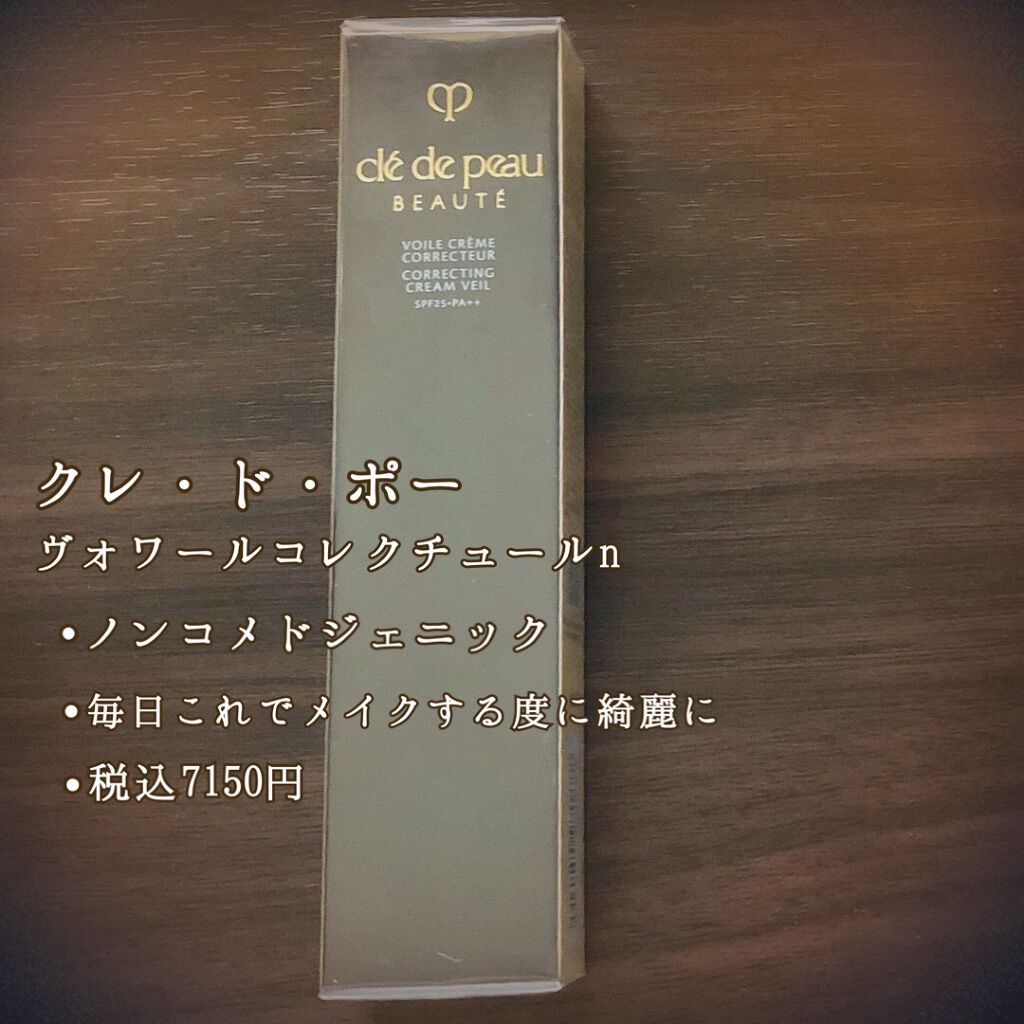 clé de peau
BEAUTÉ
VOILE CRÈME
CORRECTEUR
CORRECTING
CREAM VEIL
SPF25・PA++
クレ・ド・ポー
ヴォワールコレクチュールn
•ノンコメドジェニック
•毎日これでメイクする度に綺麗に
•税込7150円